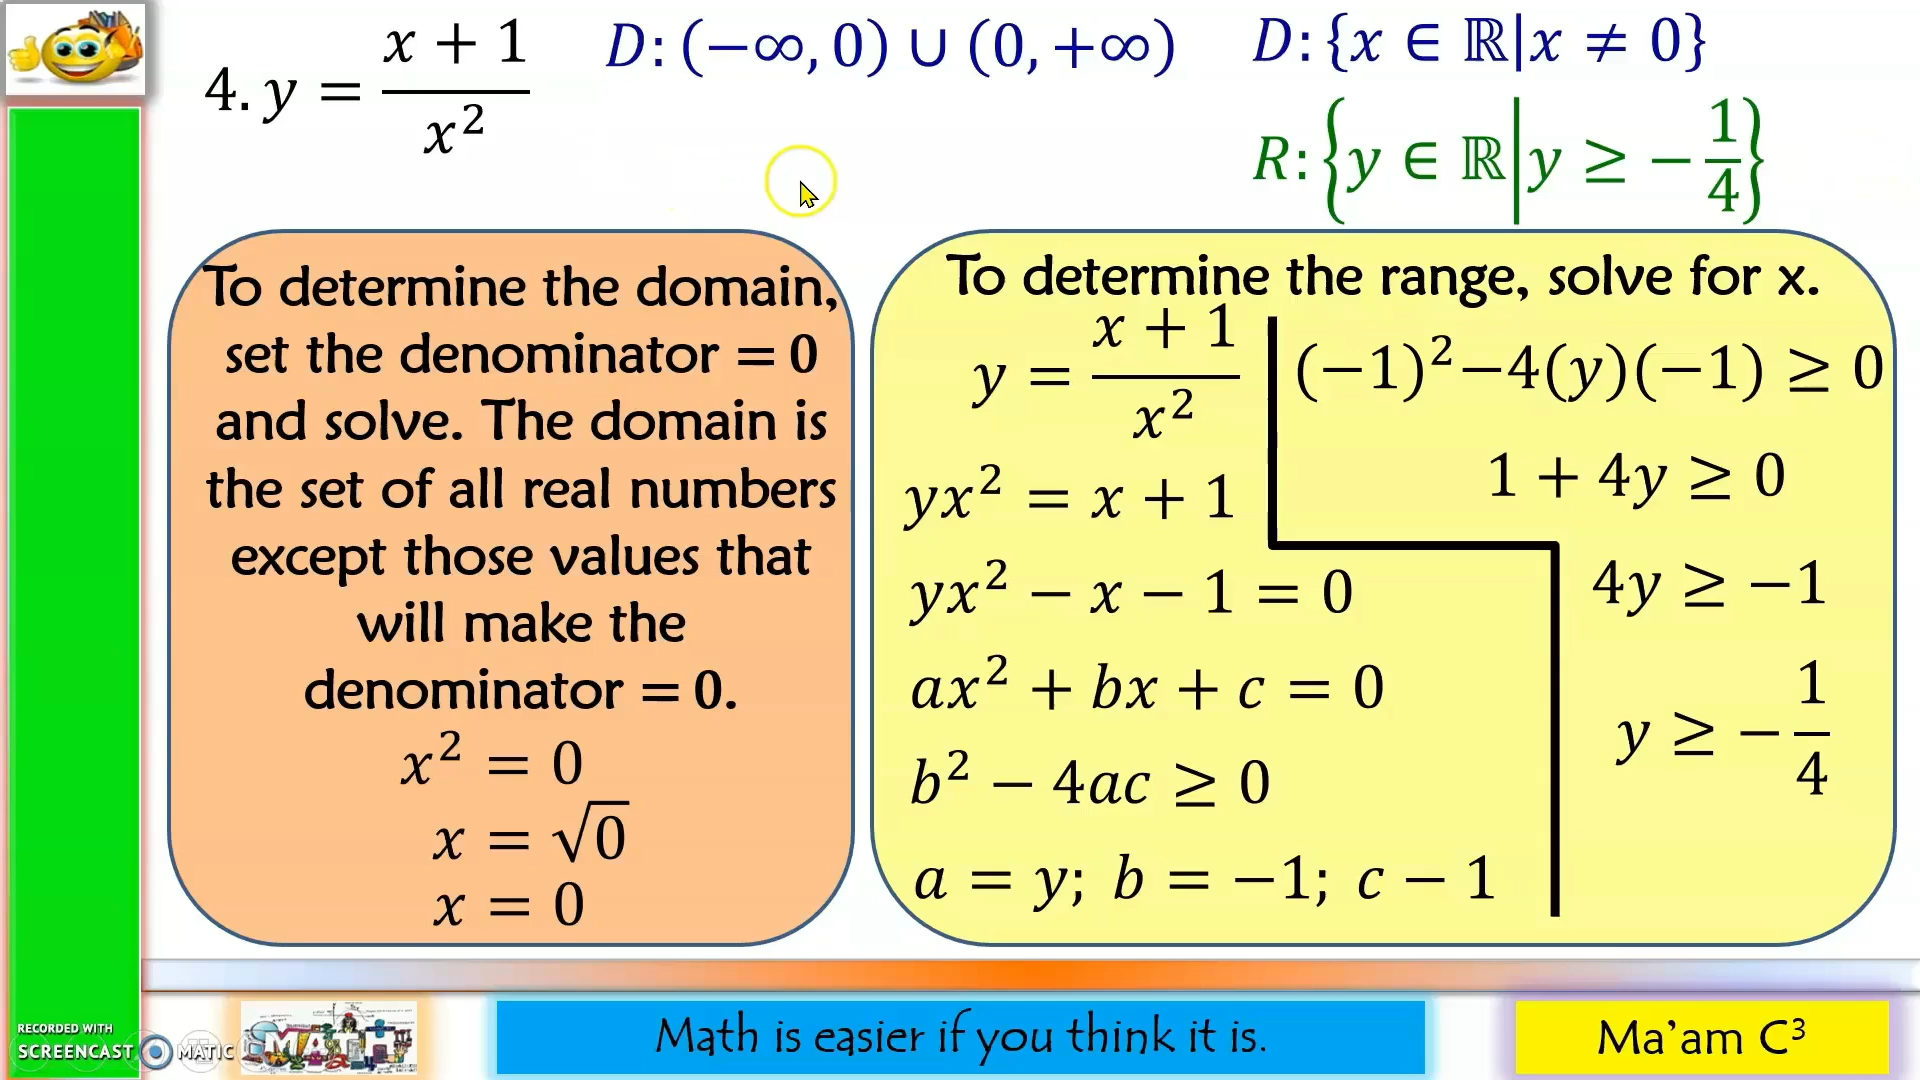 4. y = (x + 1)/x²
D: (−∞, 0) ∪ (0, +∞)
D: {x ∈ ℝ|x ≠ 0}
R: {y ∈ ℝ|y ≥ −1/4}
To determine the domain,
set the denominator = 0
and solve. The domain is
the set of all real numbers
except those values that
will make the
denominator = 0.
x² = 0
x = √0
x = 0
To determine the range, solve for x.
y = (x + 1)/x²
yx² = x + 1
yx² − x − 1 = 0
ax² + bx + c = 0
b² − 4ac ≥ 0
a = y; b = −1; c − 1
(−1)²−4(y)(−1) ≥ 0
1 + 4y ≥ 0
4y ≥ −1
y ≥ −1/4
RECORDED WITH
SCREENCAST MATIC
MATH
Math is easier if you think it is.
Ma'am C³